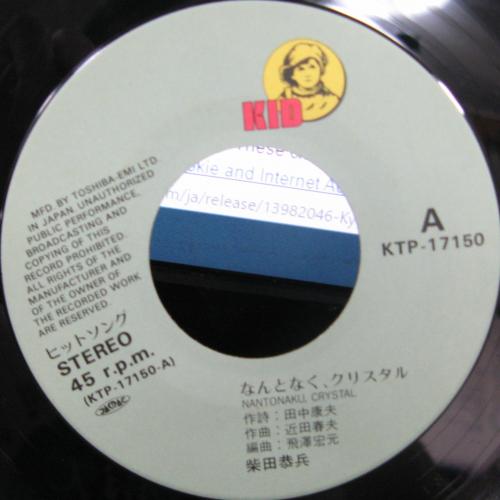 KID
These
kie and Internet A
m/ja/release/13982046-Ky
A
KTP-17150
MFD. BY TOSHIBA-EMI LTD.
IN JAPAN. UNAUTHORIZED
PUBLIC PERFORMANCE,
BROADCASTING AND
COPYING OF THIS
RECORD PROHIBITED.
ALL RIGHTS OF THE
MANUFACTURER AND
OF THE OWNER OF
THE RECORDED WORK
ARE RESERVED.
ヒットソング
STEREO
45 r.p.m.
(KTP-17150-A)
なんとなく、クリスタル
NANTONAKU, CRYSTAL
作詩：田中康夫
作曲：近田春夫
編曲：飛澤宏元
柴田恭兵